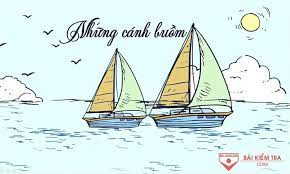 Những cánh buồm
BÀI KIỂM TRA
.COM